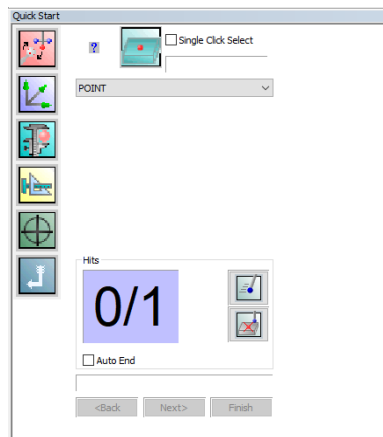 Quick Start
?
Single Click Select
POINT
Hits
0/1
Auto End
<Back Next> Finish